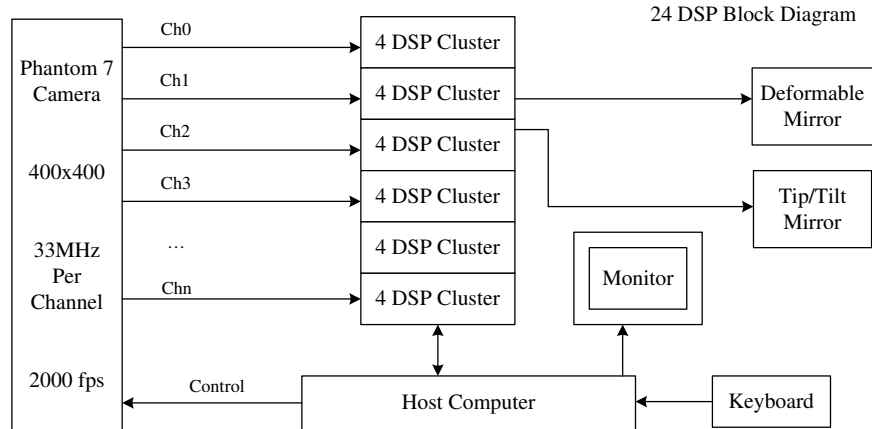 24 DSP Block Diagram
Phantom 7
Camera
400x400
33MHz
Per
Channel
2000 fps
Ch0
Ch1
Ch2
Ch3
...
Chn
Control
4 DSP Cluster
4 DSP Cluster
4 DSP Cluster
4 DSP Cluster
4 DSP Cluster
4 DSP Cluster
Deformable
Mirror
Tip/Tilt
Mirror
Monitor
Host Computer
Keyboard